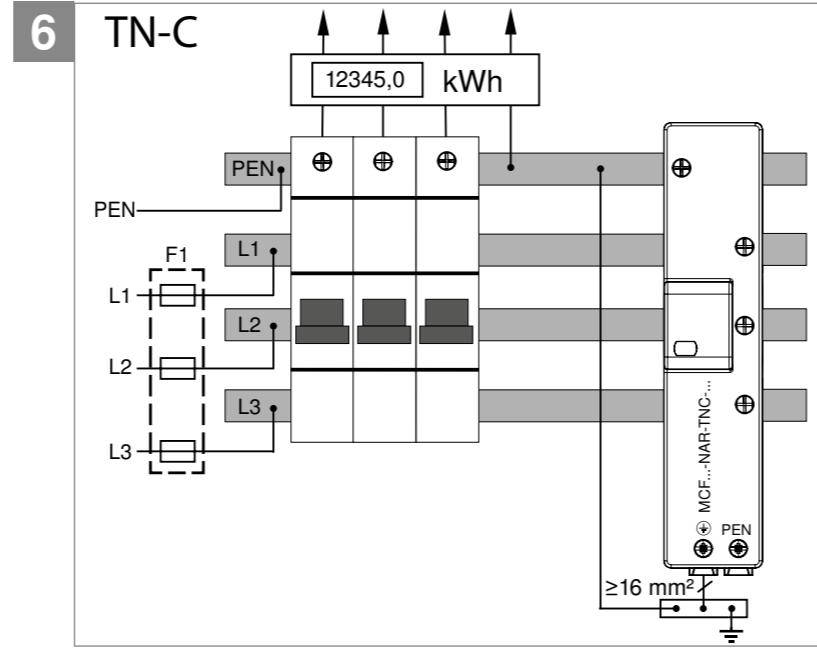 6
TN-C
12345,0 kWh
PEN
PEN
F1
L1
L1
L2
L2
L3
L3
MCF...-NAR-TNC-...
PEN
≥16 mm²